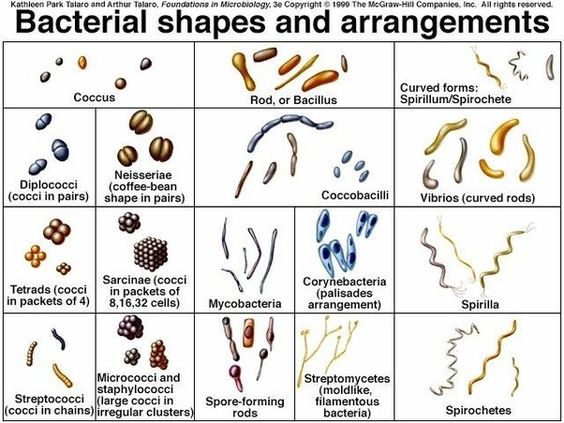 Kathleen Park Talaro and Arthur Talaro, Foundations in Microbiology, 3e Copyright © 1999 The McGraw-Hill Companies, Inc. All rights reserved.
Bacterial shapes and arrangements
Coccus
Rod, or Bacillus
Curved forms:
Spirillum/Spirochete
Diplococci
(cocci in pairs)
Neisseriae
(coffee-bean
shape in pairs)
Coccobacilli
Vibrios (curved rods)
Tetrads (cocci
in packets of 4)
Sarcinae (cocci
in packets of
8,16,32 cells)
Mycobacteria
Corynebacteria
(palisades
arrangement)
Spirilla
Streptococci
(cocci in chains)
Micrococci and
staphylococci
(large cocci in
irregular clusters)
Spore-forming
rods
Streptomycetes
(moldlike,
filamentous
bacteria)
Spirochetes